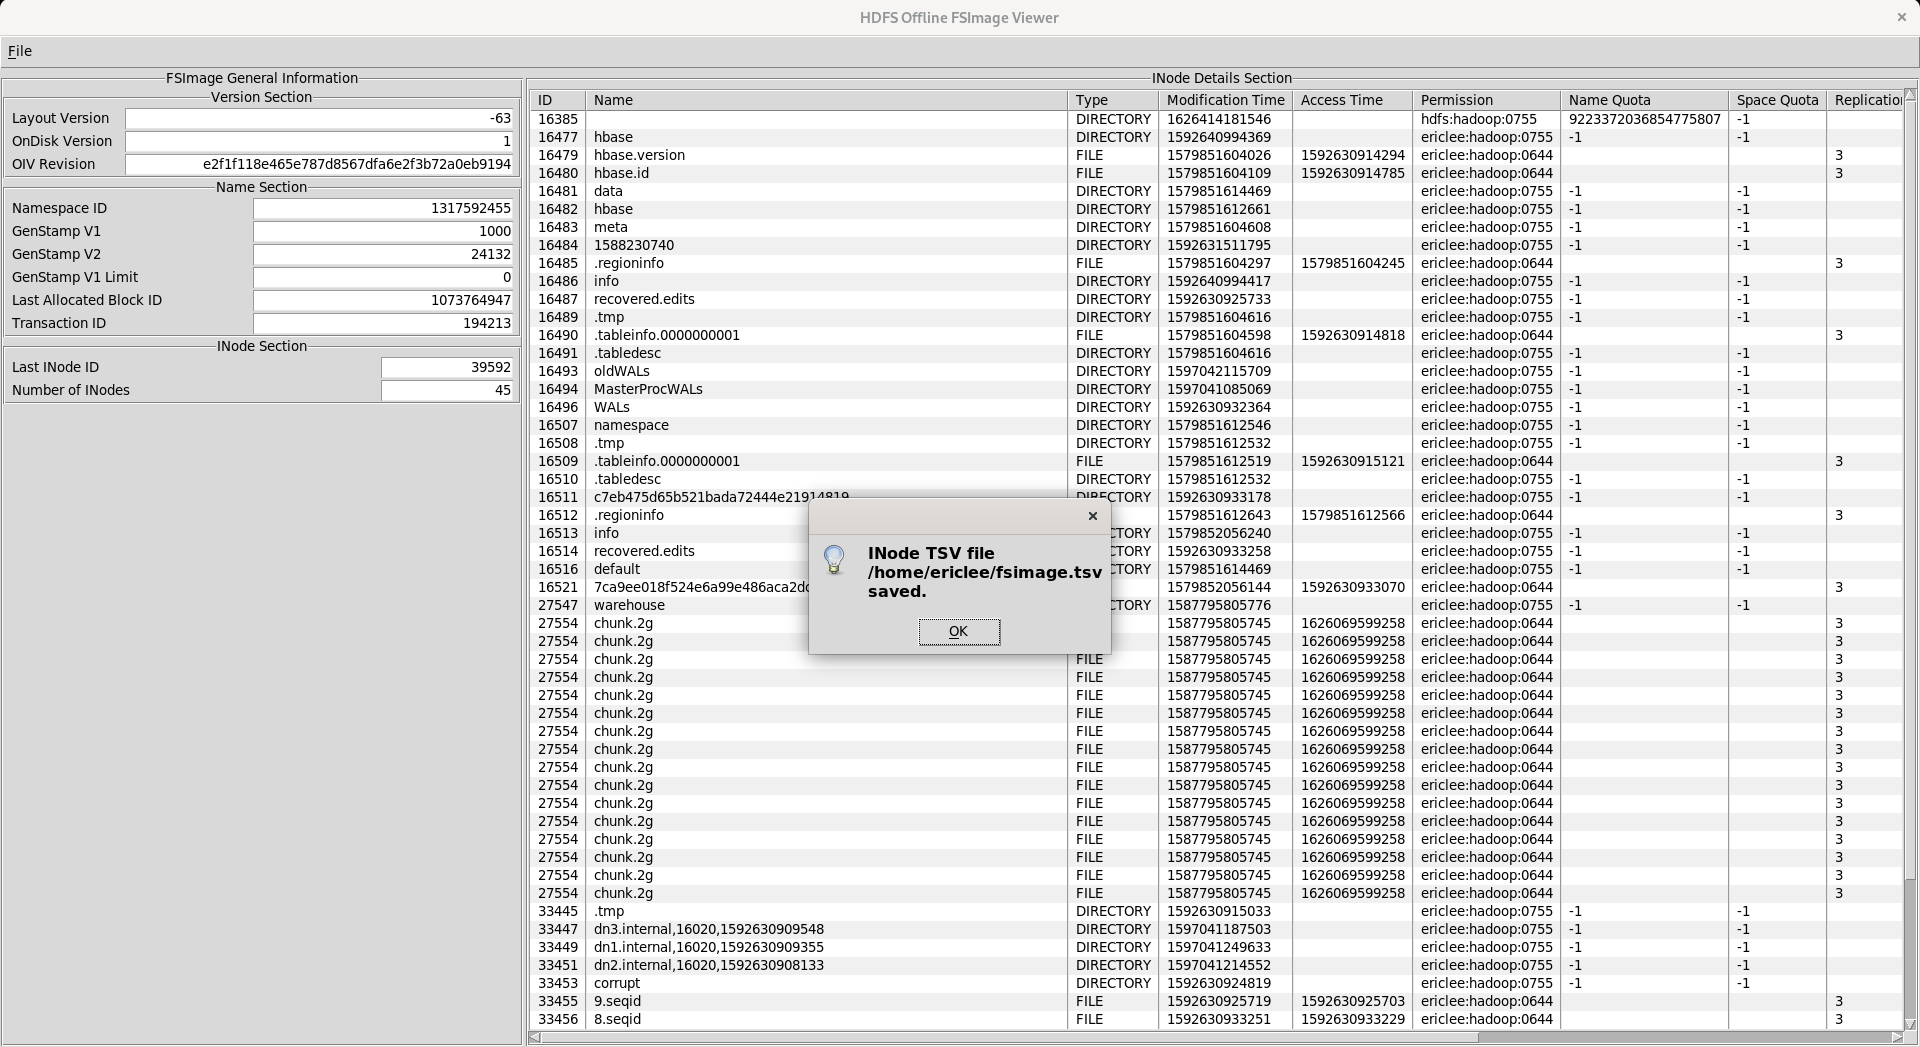 HDFS Offline FSImage Viewer
File
FSImage General Information
Version Section
Layout Version -63
OnDisk Version 1
OIV Revision e2f1f118e465e787d8567dfa6e2f3b72a0eb9194
Name Section
Namespace ID 1317592455
GenStamp V1 1000
GenStamp V2 24132
GenStamp V1 Limit 0
Last Allocated Block ID 1073764947
Transaction ID 194213
INode Section
Last INode ID 39592
Number of INodes 45
INode Details Section
ID Name Type Modification Time Access Time Permission Name Quota Space Quota Replication
16385 DIRECTORY 1626414181546 hdfs:hadoop:0755 9223372036854775807 -1
16477 hbase DIRECTORY 1592640994369 ericlee:hadoop:0755 -1 -1
16479 hbase.version FILE 1579851604026 1592630914294 ericlee:hadoop:0644 3
16480 hbase.id FILE 1579851604109 1592630914785 ericlee:hadoop:0644 3
16481 data DIRECTORY 1579851614469 ericlee:hadoop:0755 -1 -1
16482 hbase DIRECTORY 1579851612661 ericlee:hadoop:0755 -1 -1
16483 meta DIRECTORY 1579851604608 ericlee:hadoop:0755 -1 -1
16484 1588230740 DIRECTORY 1592631511795 ericlee:hadoop:0755 -1 -1
16485 .regioninfo FILE 1579851604297 1579851604245 ericlee:hadoop:0644 3
16486 info DIRECTORY 1592640994417 ericlee:hadoop:0755 -1 -1
16487 recovered.edits DIRECTORY 1592630925733 ericlee:hadoop:0755 -1 -1
16489 .tmp DIRECTORY 1579851604616 ericlee:hadoop:0755 -1 -1
16490 .tableinfo.0000000001 FILE 1579851604598 1592630914818 ericlee:hadoop:0644 3
16491 .tabledesc DIRECTORY 1579851604616 ericlee:hadoop:0755 -1 -1
16493 oldWALs DIRECTORY 1597042115709 ericlee:hadoop:0755 -1 -1
16494 MasterProcWALs DIRECTORY 1597041085069 ericlee:hadoop:0755 -1 -1
16496 WALs DIRECTORY 1592630932364 ericlee:hadoop:0755 -1 -1
16507 namespace DIRECTORY 1579851612546 ericlee:hadoop:0755 -1 -1
16508 .tmp DIRECTORY 1579851612532 ericlee:hadoop:0755 -1 -1
16509 .tableinfo.0000000001 FILE 1579851612519 1592630915121 ericlee:hadoop:0644 3
16510 .tabledesc DIRECTORY 1579851612532 ericlee:hadoop:0755 -1 -1
16511 c7eb475d65b521bada72444e21914819 DIRECTORY 1592630933178 ericlee:hadoop:0755 -1 -1
16512 .regioninfo 1579851612643 1579851612566 ericlee:hadoop:0644 3
16513 info CTORY 1579852056240 ericlee:hadoop:0755 -1 -1
16514 recovered.edits CTORY 1592630933258 ericlee:hadoop:0755 -1 -1
16516 default CTORY 1579851614469 ericlee:hadoop:0755 -1 -1
16521 7ca9ee018f524e6a99e486aca2d 1579852056144 1592630933070 ericlee:hadoop:0644 3
27547 warehouse CTORY 1587795805776 ericlee:hadoop:0755 -1 -1
27554 chunk.2g 1587795805745 1626069599258 ericlee:hadoop:0644 3
27554 chunk.2g 1587795805745 1626069599258 ericlee:hadoop:0644 3
27554 chunk.2g FILE 1587795805745 1626069599258 ericlee:hadoop:0644 3
27554 chunk.2g FILE 1587795805745 1626069599258 ericlee:hadoop:0644 3
27554 chunk.2g FILE 1587795805745 1626069599258 ericlee:hadoop:0644 3
27554 chunk.2g FILE 1587795805745 1626069599258 ericlee:hadoop:0644 3
27554 chunk.2g FILE 1587795805745 1626069599258 ericlee:hadoop:0644 3
27554 chunk.2g FILE 1587795805745 1626069599258 ericlee:hadoop:0644 3
27554 chunk.2g FILE 1587795805745 1626069599258 ericlee:hadoop:0644 3
27554 chunk.2g FILE 1587795805745 1626069599258 ericlee:hadoop:0644 3
27554 chunk.2g FILE 1587795805745 1626069599258 ericlee:hadoop:0644 3
27554 chunk.2g FILE 1587795805745 1626069599258 ericlee:hadoop:0644 3
27554 chunk.2g FILE 1587795805745 1626069599258 ericlee:hadoop:0644 3
27554 chunk.2g FILE 1587795805745 1626069599258 ericlee:hadoop:0644 3
27554 chunk.2g FILE 1587795805745 1626069599258 ericlee:hadoop:0644 3
27554 chunk.2g FILE 1587795805745 1626069599258 ericlee:hadoop:0644 3
33445 .tmp DIRECTORY 1592630915033 ericlee:hadoop:0755 -1 -1
33447 dn3.internal,16020,1592630909548 DIRECTORY 1597041187503 ericlee:hadoop:0755 -1 -1
33449 dn1.internal,16020,1592630909355 DIRECTORY 1597041249633 ericlee:hadoop:0755 -1 -1
33451 dn2.internal,16020,1592630908133 DIRECTORY 1597041214552 ericlee:hadoop:0755 -1 -1
33453 corrupt DIRECTORY 1592630924819 ericlee:hadoop:0755 -1 -1
33455 9.seqid FILE 1592630925719 1592630925703 ericlee:hadoop:0644 3
33456 8.seqid FILE 1592630933251 1592630933229 ericlee:hadoop:0644 3
INode TSV file
/home/ericlee/fsimage.tsv
saved.
OK